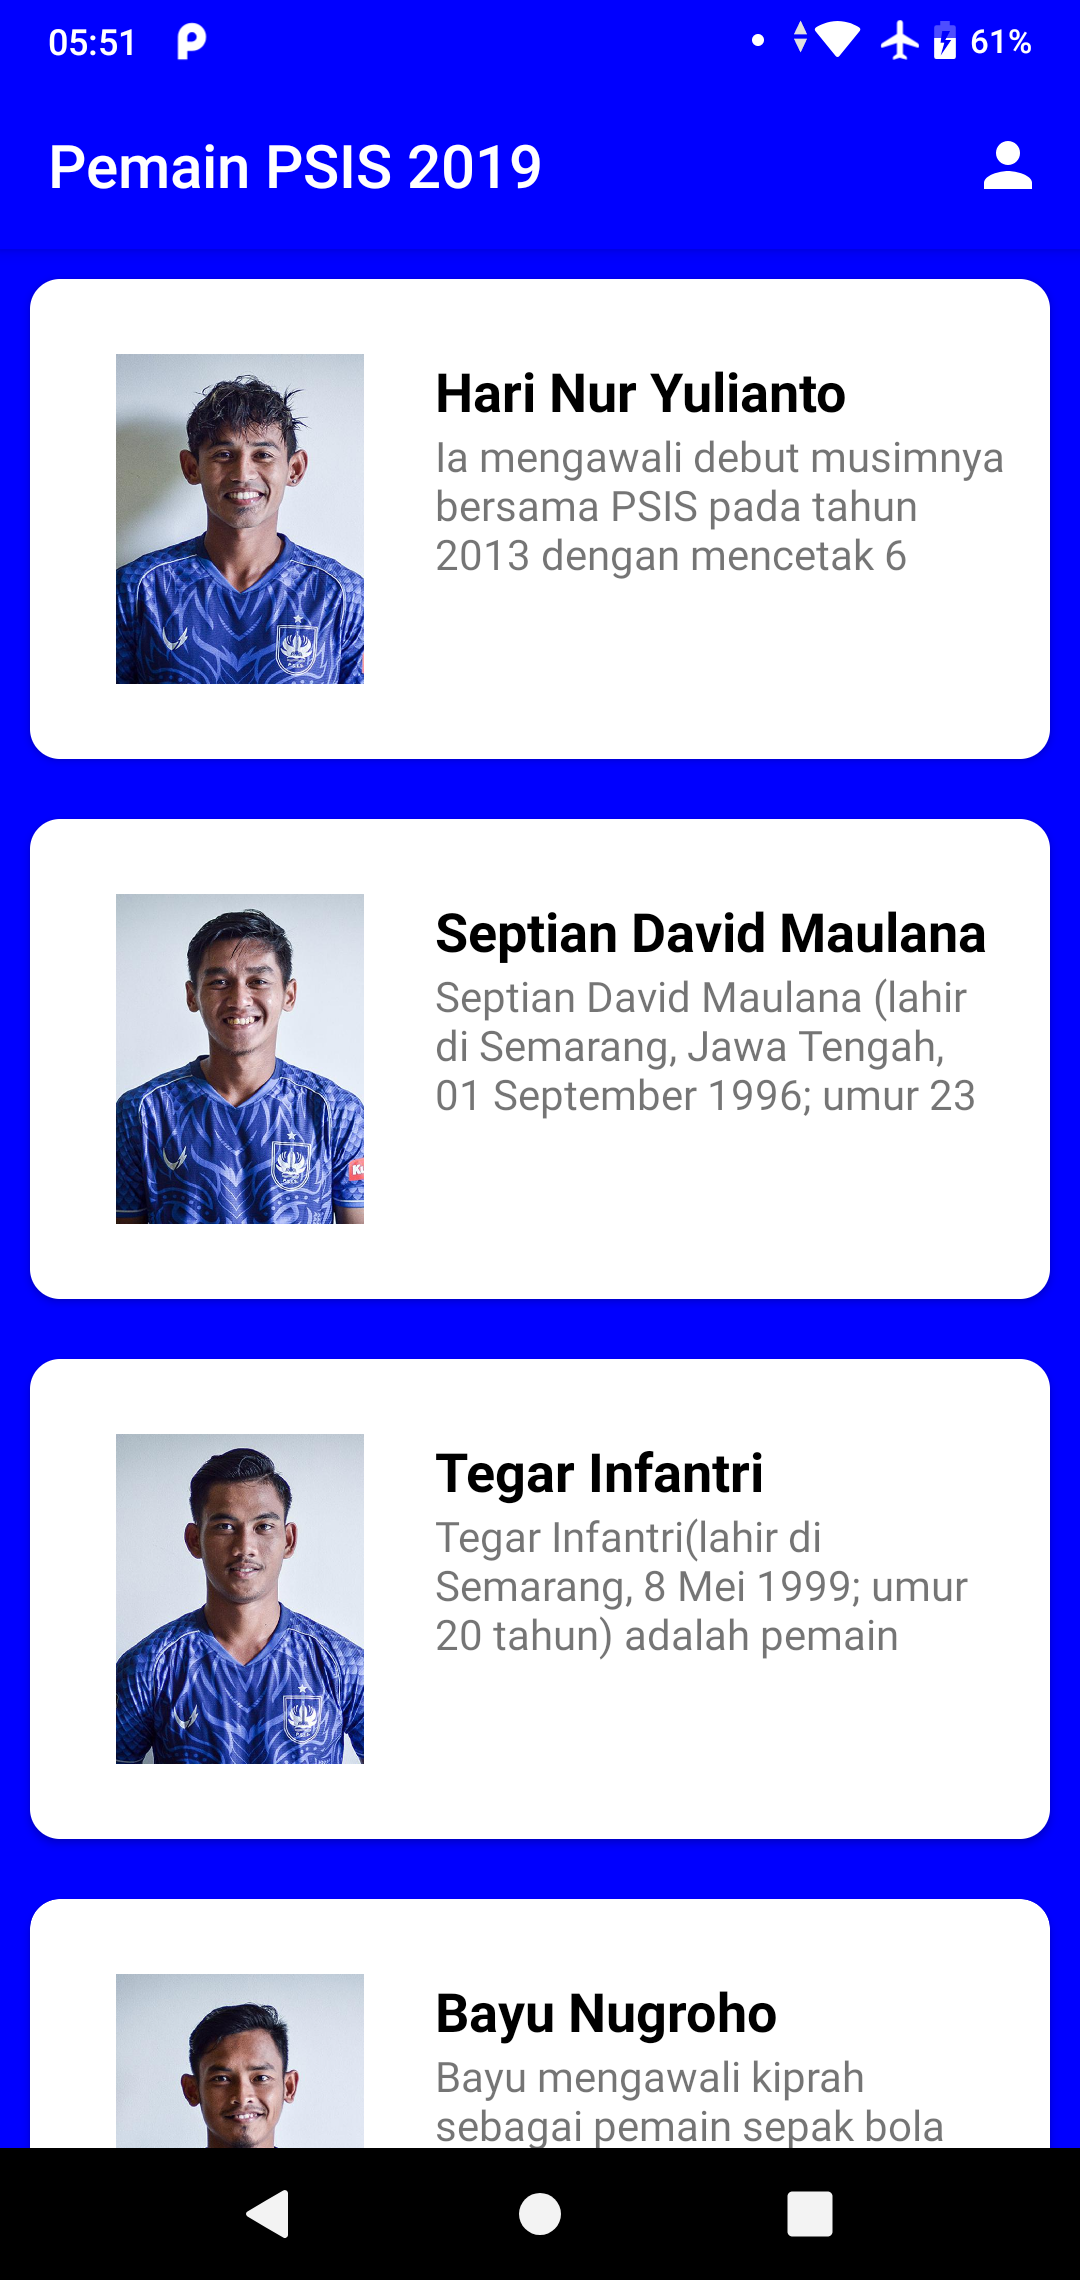 05:51
61%
Pemain PSIS 2019
Hari Nur Yulianto
Ia mengawali debut musimnya
bersama PSIS pada tahun
2013 dengan mencetak 6
Septian David Maulana
Septian David Maulana (lahir
di Semarang, Jawa Tengah,
01 September 1996; umur 23
Ku
Tegar Infantri
Tegar Infantri(lahir di
Semarang, 8 Mei 1999; umur
20 tahun) adalah pemain
Bayu Nugroho
Bayu mengawali kiprah
sebagai pemain sepak bola